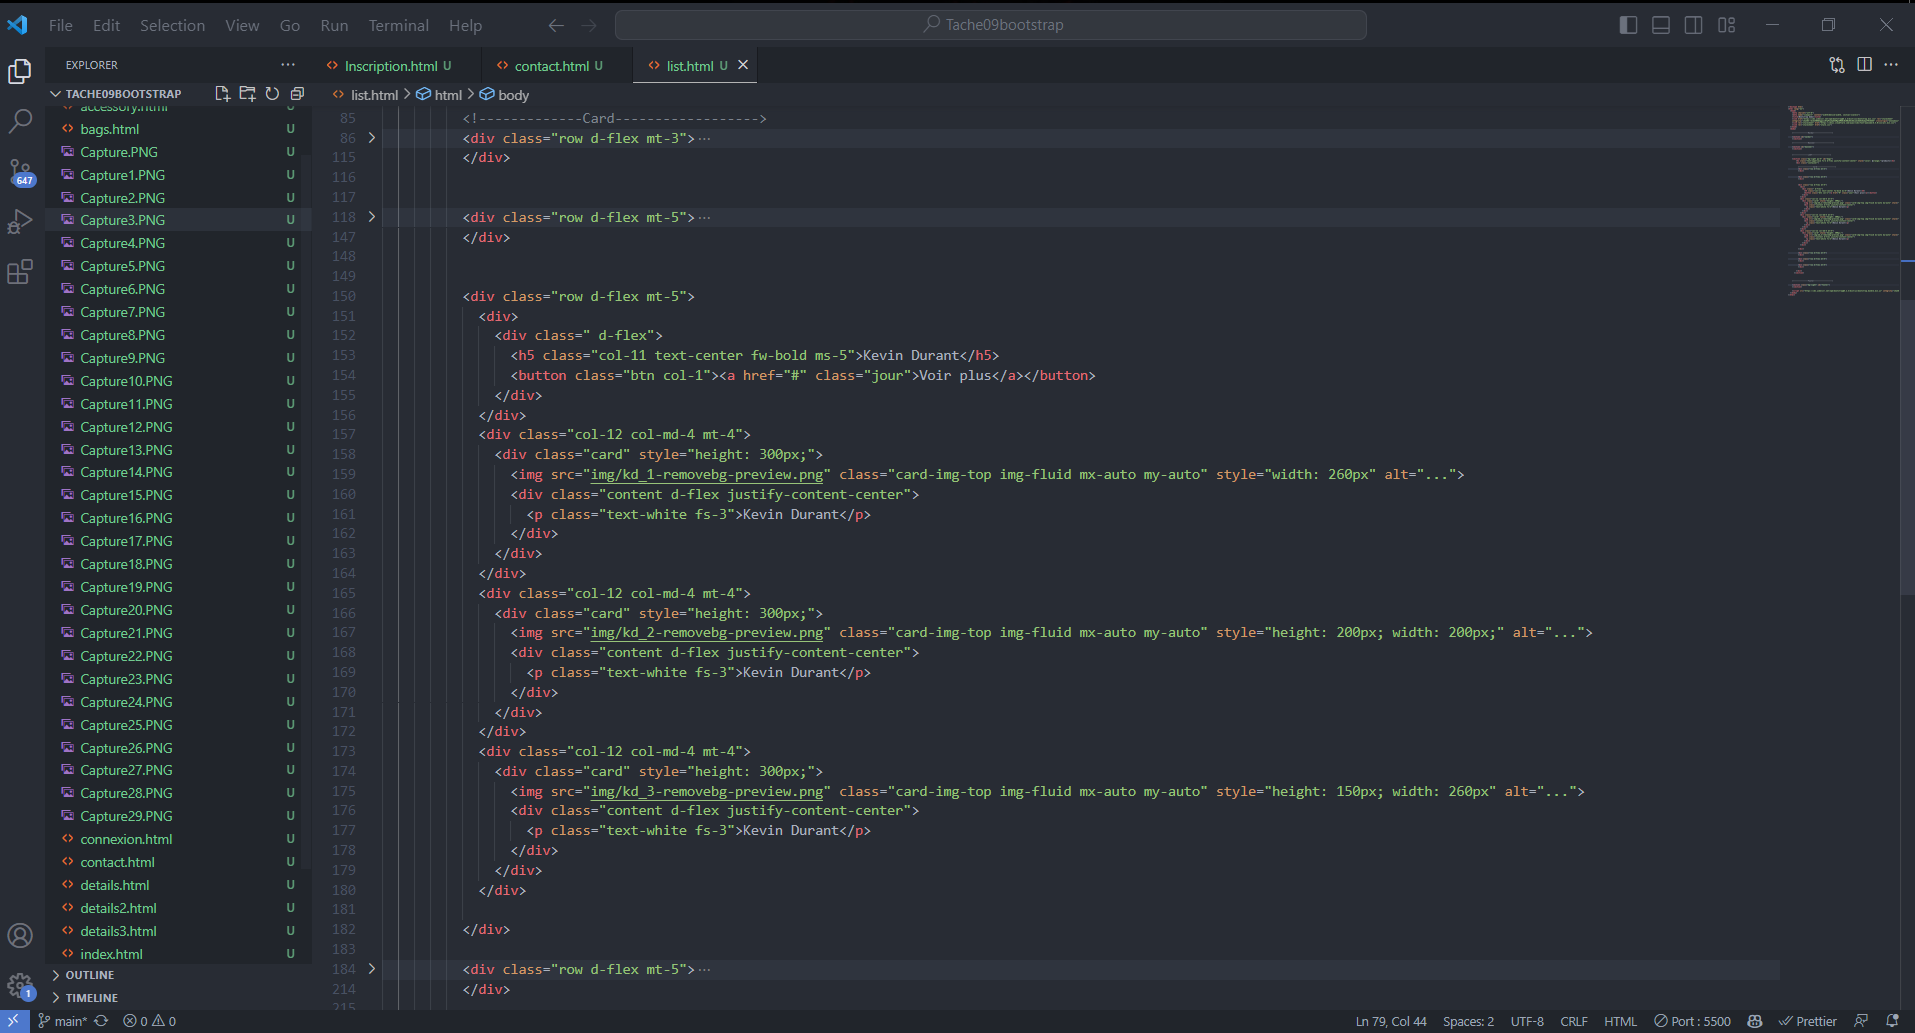 File Edit Selection View Go Run Terminal Help
Tache09bootstrap
EXPLORER
Inscription.html U
contact.html U
list.html U
TACHE09BOOTSTRAP
list.html > html > body
accessory.html U
bags.html U
Capture.PNG U
Capture1.PNG U
Capture2.PNG U
Capture3.PNG U
Capture4.PNG U
Capture5.PNG U
Capture6.PNG U
Capture7.PNG U
Capture8.PNG U
Capture9.PNG U
Capture10.PNG U
Capture11.PNG U
Capture12.PNG U
Capture13.PNG U
Capture14.PNG U
Capture15.PNG U
Capture16.PNG U
Capture17.PNG U
Capture18.PNG U
Capture19.PNG U
Capture20.PNG U
Capture21.PNG U
Capture22.PNG U
Capture23.PNG U
Capture24.PNG U
Capture25.PNG U
Capture26.PNG U
Capture27.PNG U
Capture28.PNG U
Capture29.PNG U
connexion.html U
contact.html U
details.html U
details2.html U
details3.html U
index.html U
OUTLINE
TIMELINE
647
1
85 <!-------------Card------------------>
86 <div class="row d-flex mt-3">···
115 </div>
116
117
118 <div class="row d-flex mt-5">···
147 </div>
148
149
150 <div class="row d-flex mt-5">
151 <div>
152 <div class=" d-flex">
153 <h5 class="col-11 text-center fw-bold ms-5">Kevin Durant</h5>
154 <button class="btn col-1"><a href="#" class="jour">Voir plus</a></button>
155 </div>
156 </div>
157 <div class="col-12 col-md-4 mt-4">
158 <div class="card" style="height: 300px;">
159 <img src="img/kd_1-removebg-preview.png" class="card-img-top img-fluid mx-auto my-auto" style="width: 260px" alt="...">
160 <div class="content d-flex justify-content-center">
161 <p class="text-white fs-3">Kevin Durant</p>
162 </div>
163 </div>
164 </div>
165 <div class="col-12 col-md-4 mt-4">
166 <div class="card" style="height: 300px;">
167 <img src="img/kd_2-removebg-preview.png" class="card-img-top img-fluid mx-auto my-auto" style="height: 200px; width: 200px;" alt="...">
168 <div class="content d-flex justify-content-center">
169 <p class="text-white fs-3">Kevin Durant</p>
170 </div>
171 </div>
172 </div>
173 <div class="col-12 col-md-4 mt-4">
174 <div class="card" style="height: 300px;">
175 <img src="img/kd_3-removebg-preview.png" class="card-img-top img-fluid mx-auto my-auto" style="height: 150px; width: 260px" alt="...">
176 <div class="content d-flex justify-content-center">
177 <p class="text-white fs-3">Kevin Durant</p>
178 </div>
179 </div>
180 </div>
181
182 </div>
183
184 <div class="row d-flex mt-5">···
214 </div>
215
main* 0 0
Ln 79, Col 44 Spaces: 2 UTF-8 CRLF HTML Port : 5500 Prettier